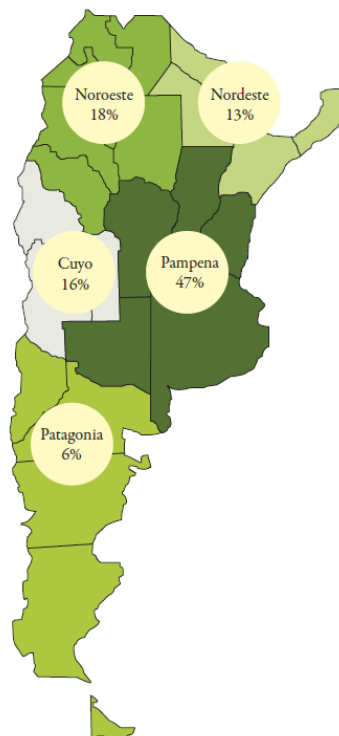 Noroeste
18%
Nordeste
13%
Cuyo
16%
Pampena
47%
Patagonia
6%